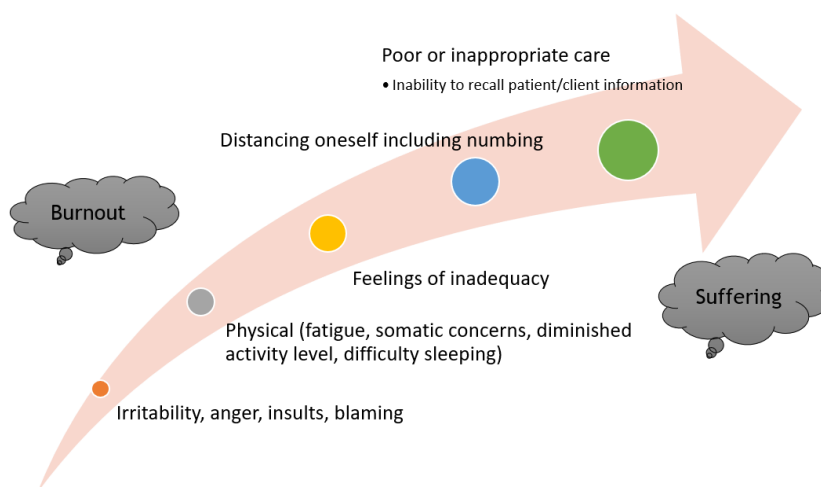 Poor or inappropriate care
• Inability to recall patient/client information
Distancing oneself including numbing
Burnout
Feelings of inadequacy
Suffering
Physical (fatigue, somatic concerns, diminished
activity level, difficulty sleeping)
Irritability, anger, insults, blaming